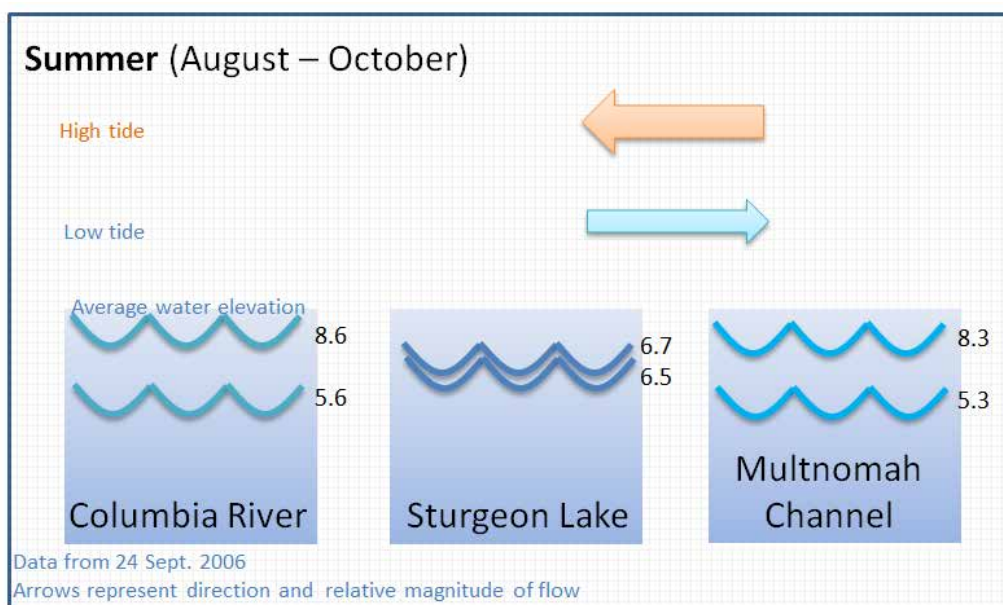 Summer (August – October)
High tide
Low tide
Average water elevation
8.6
5.6
6.7
6.5
8.3
5.3
Columbia River
Sturgeon Lake
Multnomah
Channel
Data from 24 Sept. 2006
Arrows represent direction and relative magnitude of flow